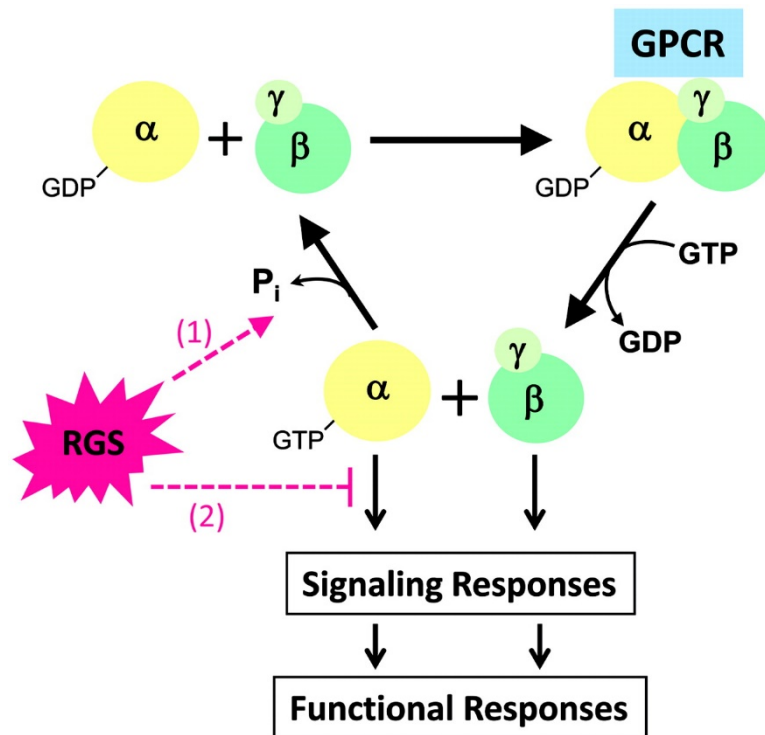 GPCR
α + γ β
GDP
α γ β
GDP
GTP
GDP
Pi
(1)
RGS
(2)
α + γ β
GTP
Signaling Responses
Functional Responses